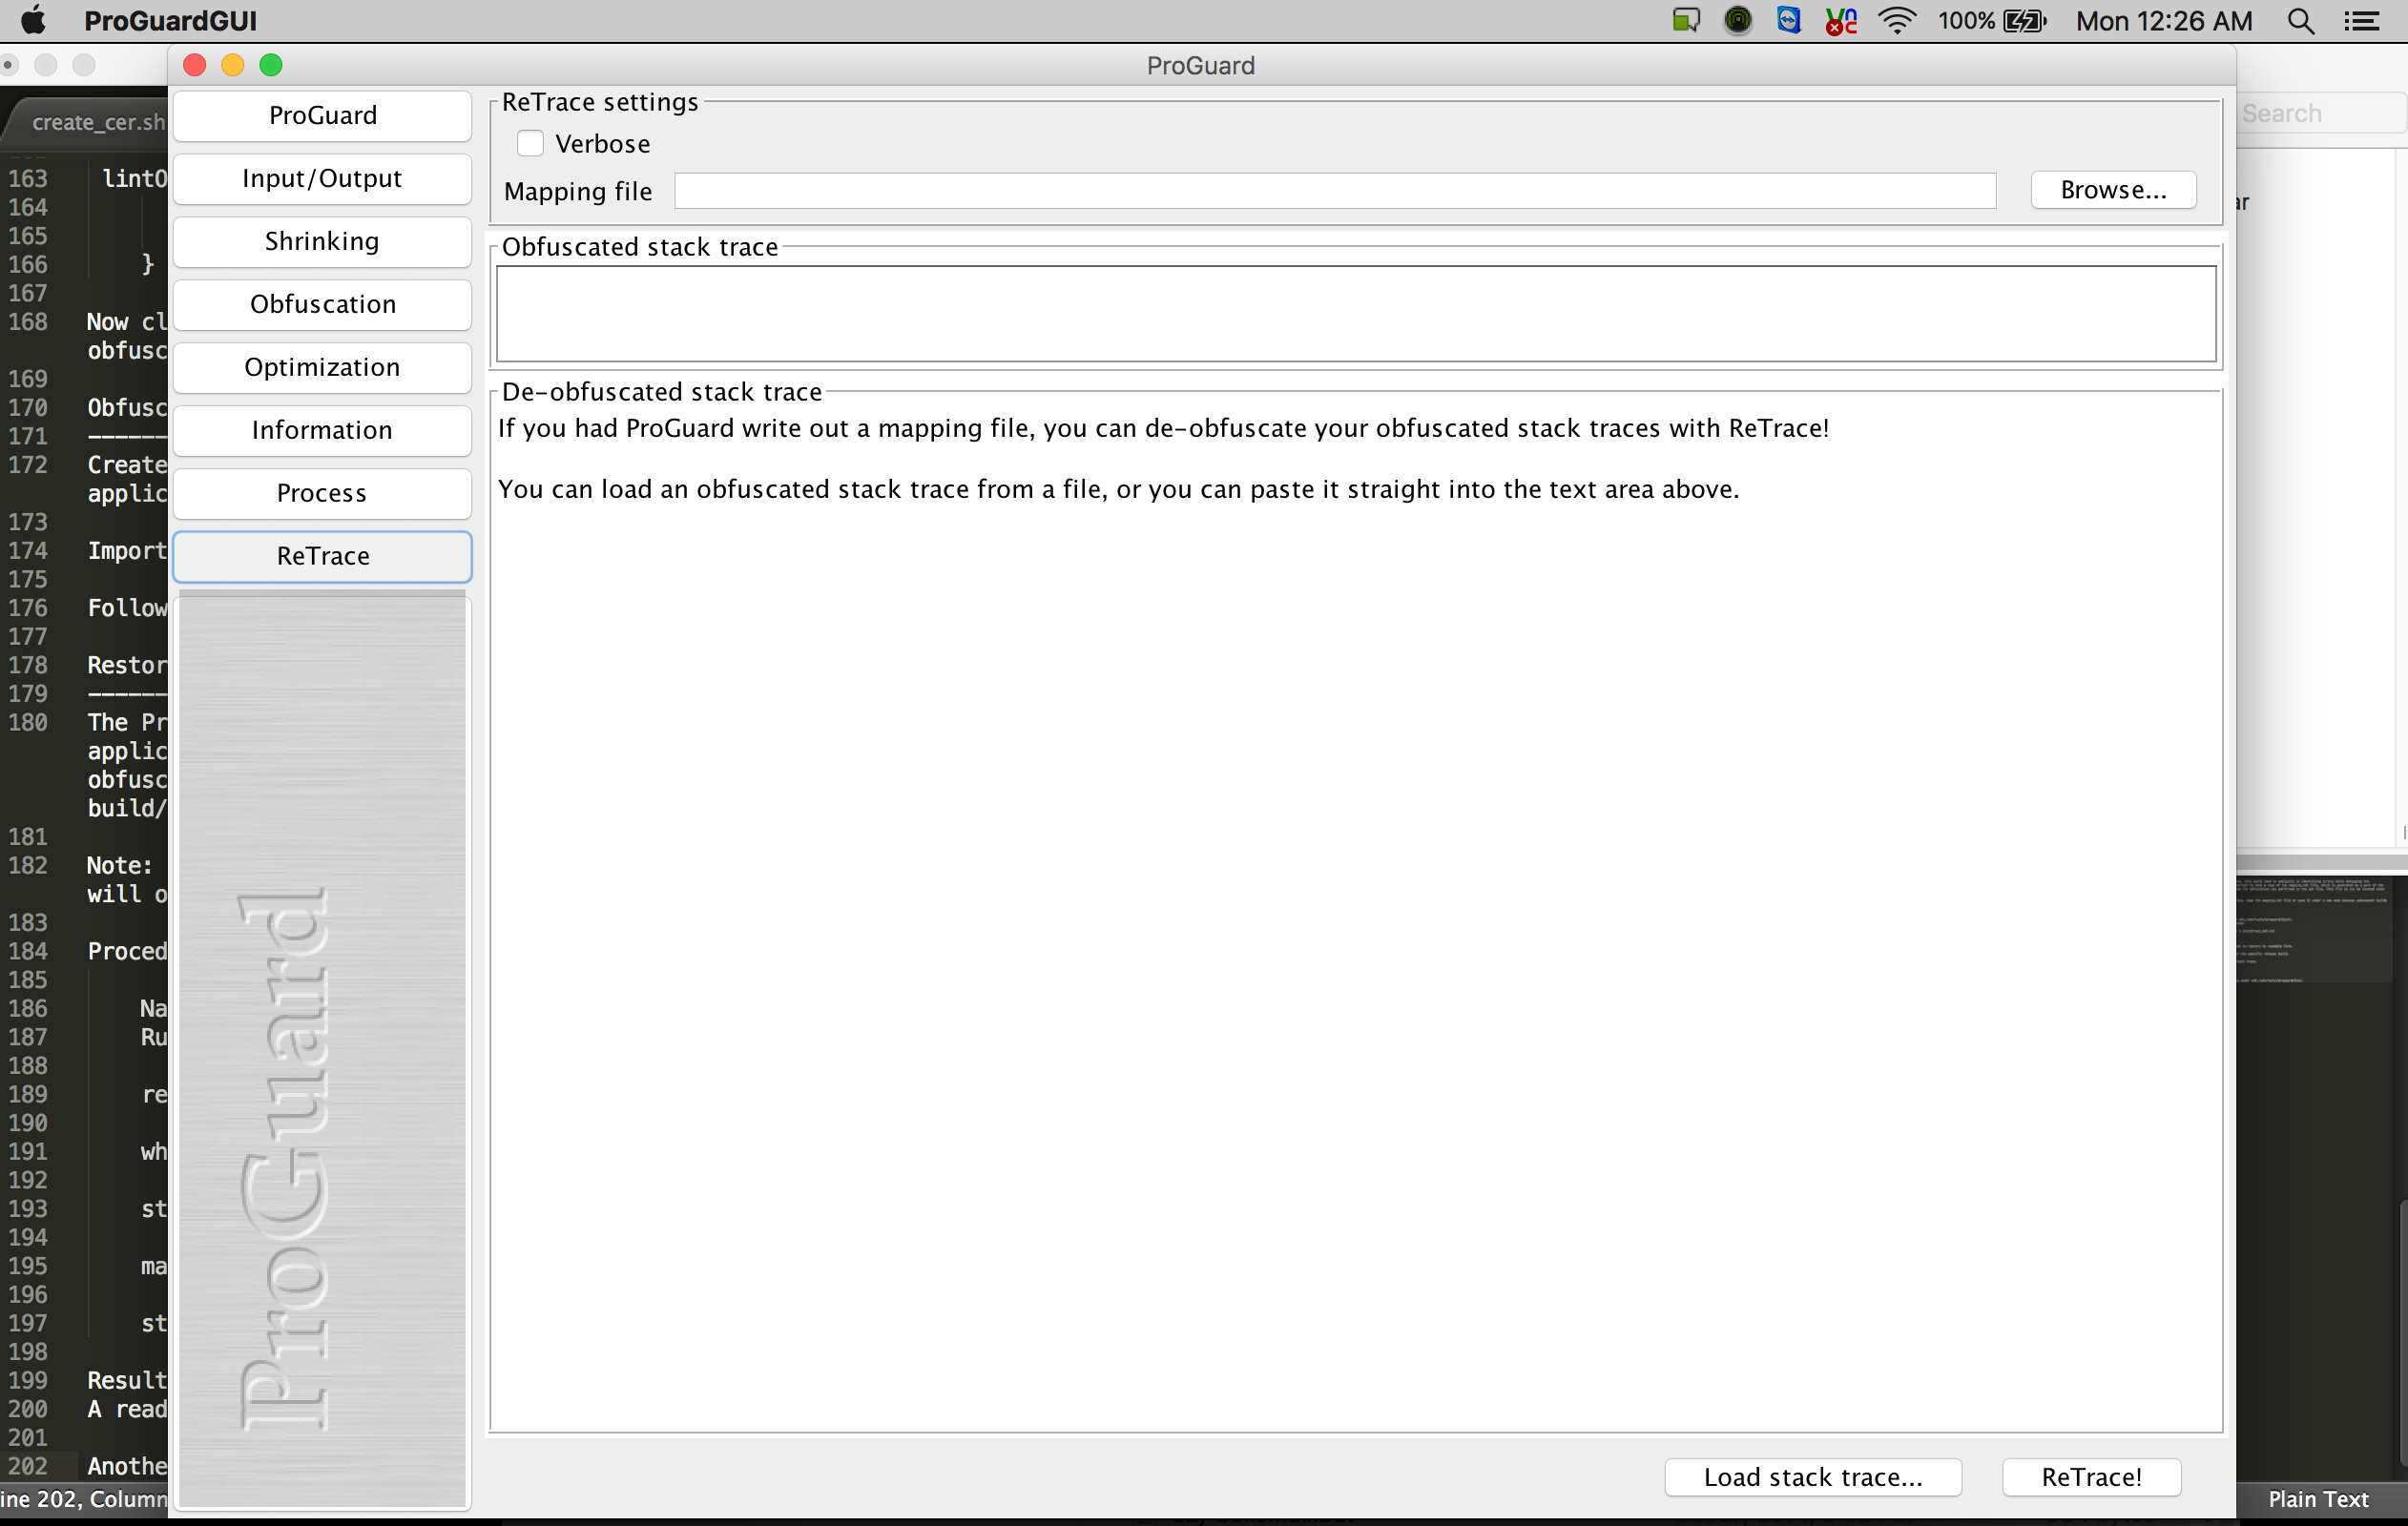 ProGuardGUI
100%
Mon 12:26 AM
ProGuard
create_cer.sh
Search
ar
ProGuard
Input/Output
Shrinking
Obfuscation
Optimization
Information
Process
ReTrace
ProGuard
ReTrace settings
Verbose
Mapping file
Browse...
Obfuscated stack trace
De-obfuscated stack trace
If you had ProGuard write out a mapping file, you can de-obfuscate your obfuscated stack traces with ReTrace!
You can load an obfuscated stack trace from a file, or you can paste it straight into the text area above.
Load stack trace...
ReTrace!
163 lintO
164
165
166 }
167
168 Now cl
obfusc
169
170 Obfusc
171 ------
172 Create
applic
173
174 Import
175
176 Follow
177
178 Restor
179 ------
180 The Pr
applic
obfusc
build/
181
182 Note:
will o
183
184 Proced
185
186 Na
187 Ru
188
189 re
190
191 wh
192
193 st
194
195 ma
196
197 st
198
199 Result
200 A read
201
202 Anothe
ine 202, Column
Plain Text